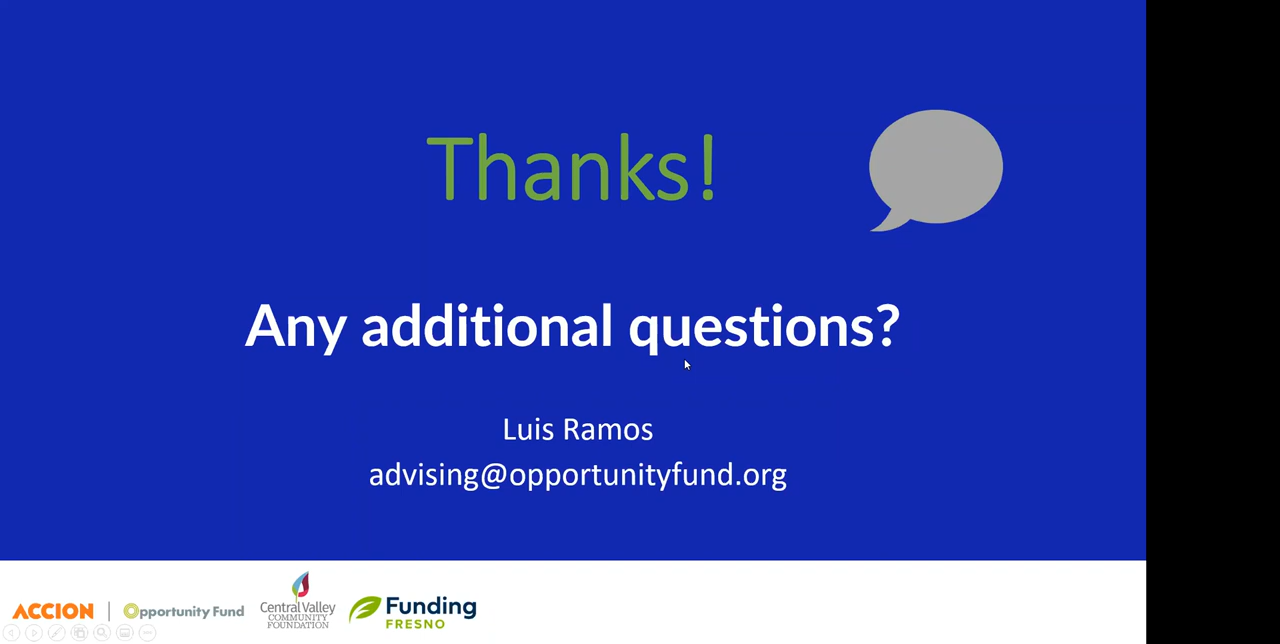 Thanks!
Any additional questions?
Luis Ramos
advising@opportunityfund.org
ACCION | Opportunity Fund
Central Valley
COMMUNITY
FOUNDATION
Funding
FRESNO